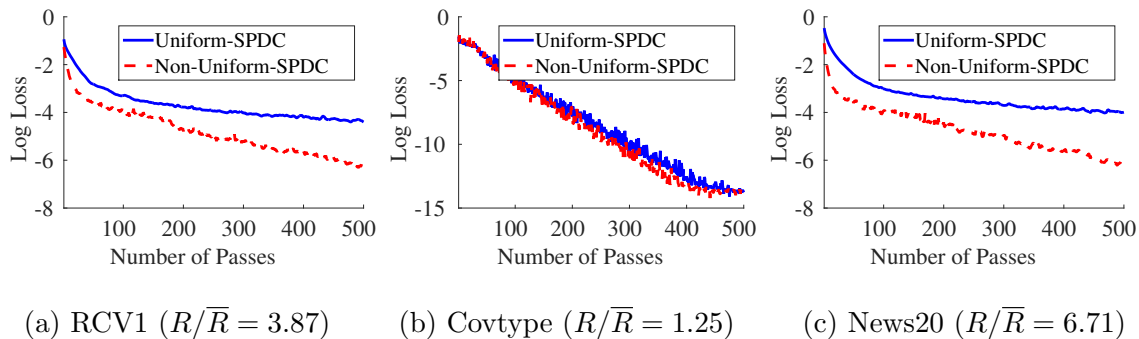 0
-2
-4
-6
-8
Log Loss
100 200 300 400 500
Number of Passes
Uniform-SPDC
Non-Uniform-SPDC
(a) RCV1 (R/R̅ = 3.87)
0
-5
-10
-15
Log Loss
0 100 200 300 400 500
Number of Passes
Uniform-SPDC
Non-Uniform-SPDC
(b) Covtype (R/R̅ = 1.25)
0
-2
-4
-6
-8
Log Loss
100 200 300 400 500
Number of Passes
Uniform-SPDC
Non-Uniform-SPDC
(c) News20 (R/R̅ = 6.71)